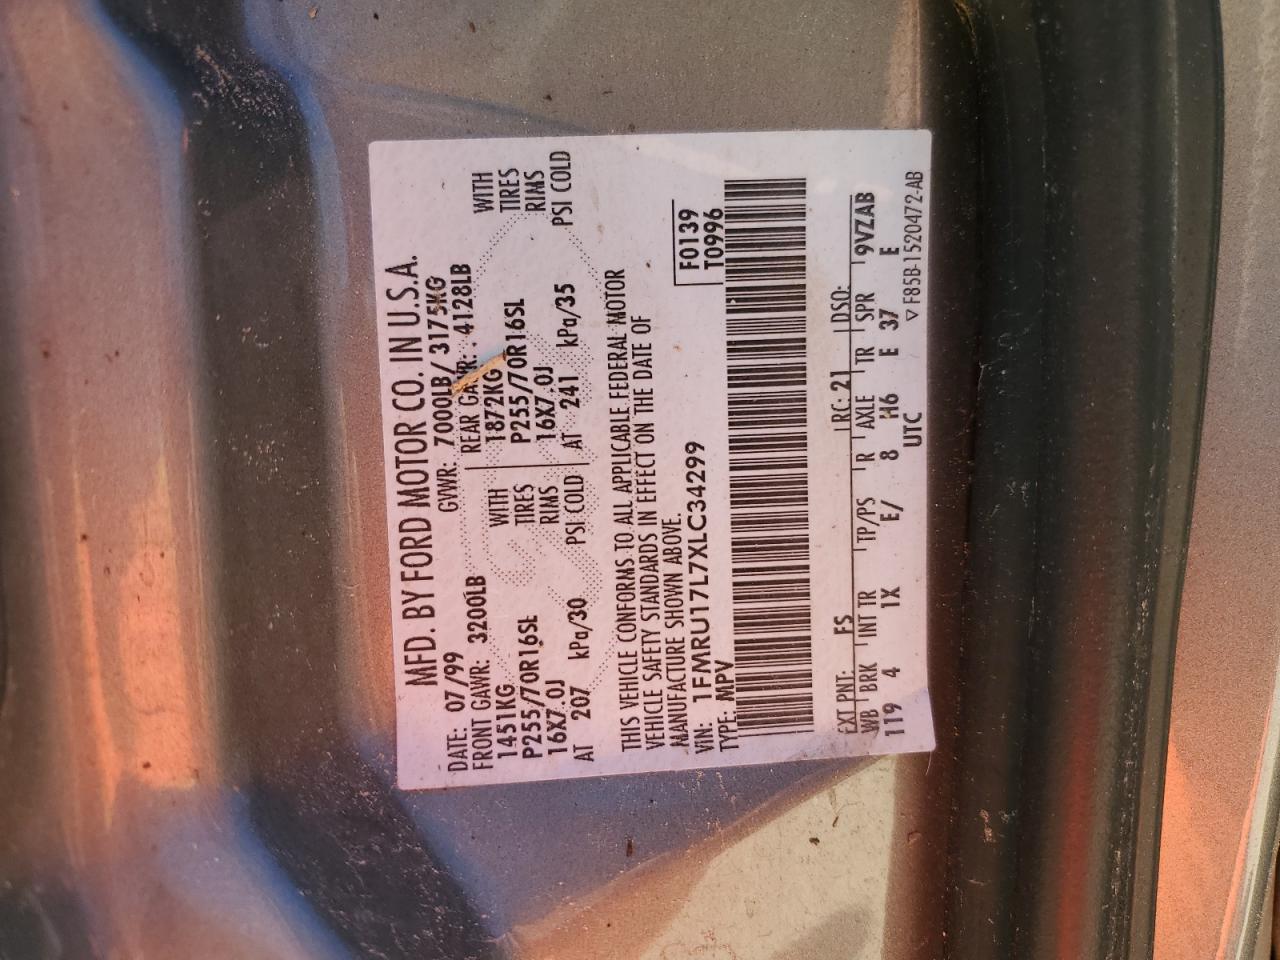 MFD. BY FORD MOTOR CO. IN U.S.A.
DATE: 07/99 GVWR: 7000LB/ 3175KG
FRONT GAWR: 3200LB REAR GAWR: 4128LB
1451KG WITH 1872KG WITH
P255/70R16SL TIRES P255/70R16SL TIRES
16X7.0J RIMS 16X7.0J RIMS
AT 207 kPa/30 PSI COLD AT 241 kPa/35 PSI COLD
THIS VEHICLE CONFORMS TO ALL APPLICABLE FEDERAL MOTOR
VEHICLE SAFETY STANDARDS IN EFFECT ON THE DATE OF
MANUFACTURE SHOWN ABOVE.
VIN: 1FMRU17L7XLC34299 F0139
TYPE: MPV T0996
EXT PNT: FS RC: 21 DSO:
WB BRK INT TR TP/PS R AXLE TR SPR 9VZAB
119 4 1X E/ 8 H6 E 37 E
UTC ▽F85B-1520472-AB